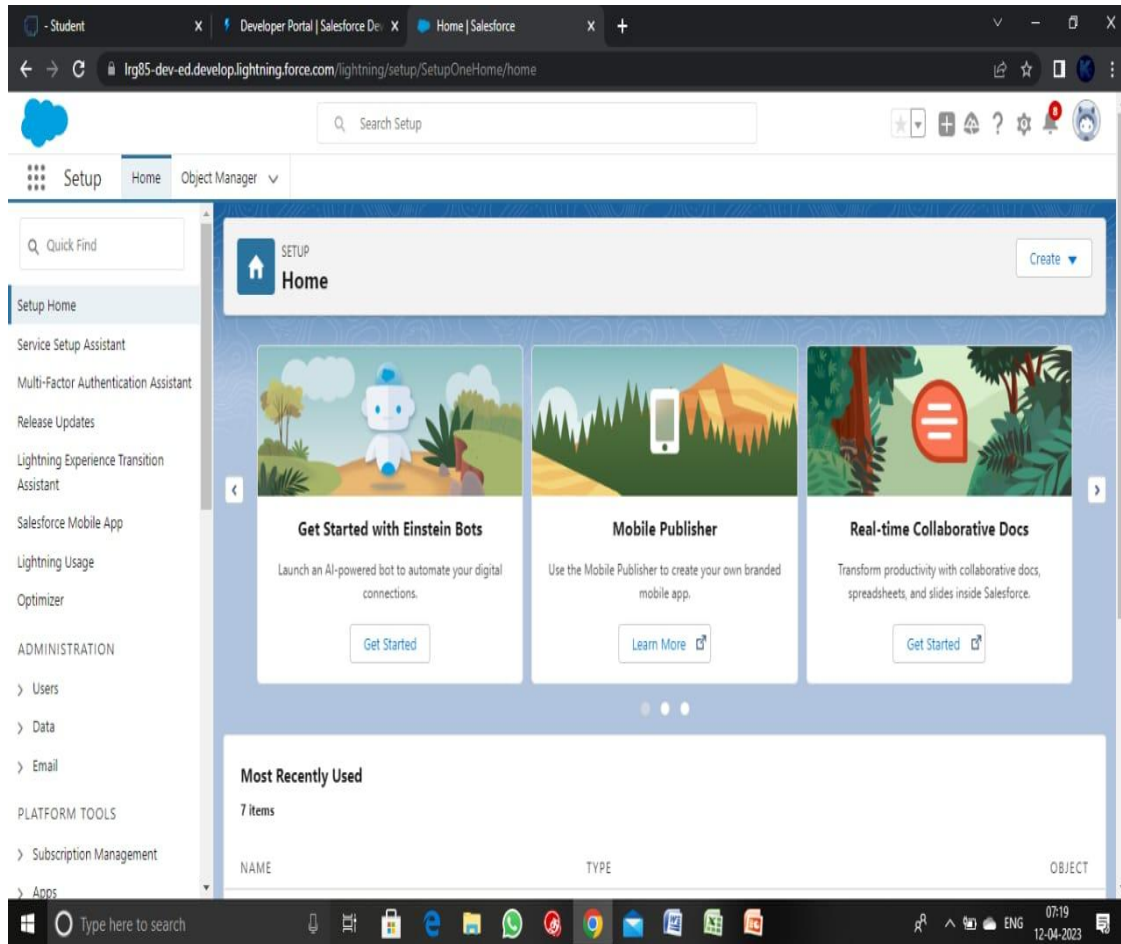 - Student
Developer Portal | Salesforce De
Home | Salesforce
lrg85-dev-ed.develop.lightning.force.com/lightning/setup/SetupOneHome/home
K
Search Setup
8
Setup
Home
Object Manager
Quick Find
Setup Home
Service Setup Assistant
Multi-Factor Authentication Assistant
Release Updates
Lightning Experience Transition
Assistant
Salesforce Mobile App
Lightning Usage
Optimizer
ADMINISTRATION
Users
Data
Email
PLATFORM TOOLS
Subscription Management
Apps
SETUP
Home
Create
Get Started with Einstein Bots
Launch an AI-powered bot to automate your digital
connections.
Get Started
Mobile Publisher
Use the Mobile Publisher to create your own branded
mobile app.
Learn More
Real-time Collaborative Docs
Transform productivity with collaborative docs,
spreadsheets, and slides inside Salesforce.
Get Started
Most Recently Used
7 items
NAME TYPE OBJECT
Type here to search
ENG
07:19
12-04-2023